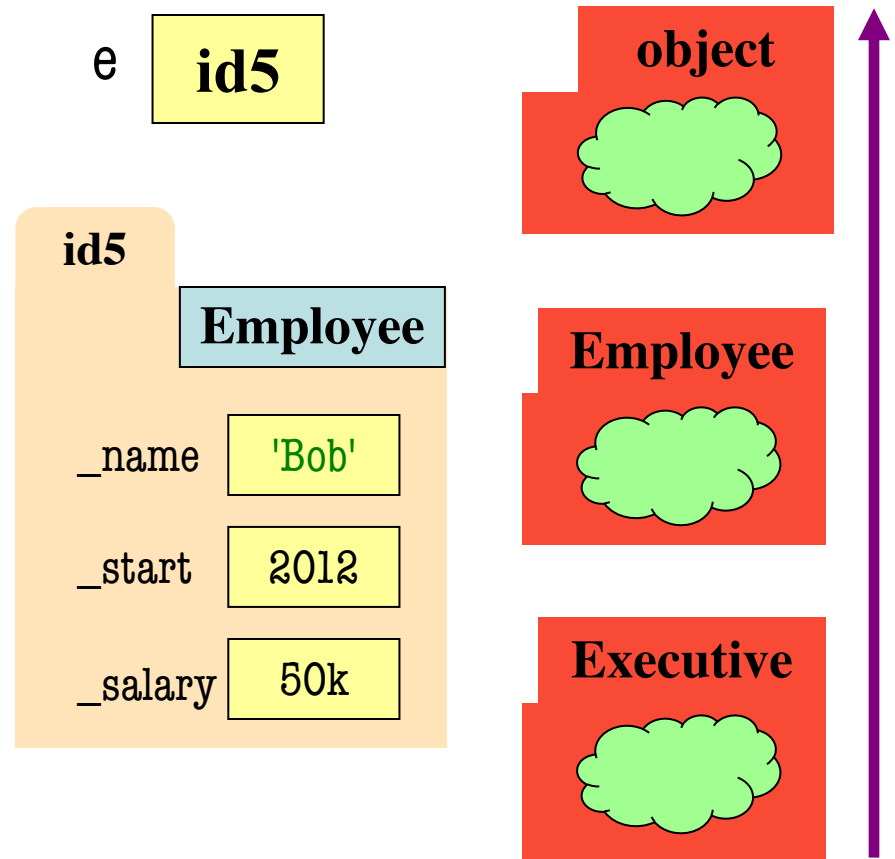 e id5
id5
Employee
_name 'Bob'
_start 2012
_salary 50k
object
Employee
Executive